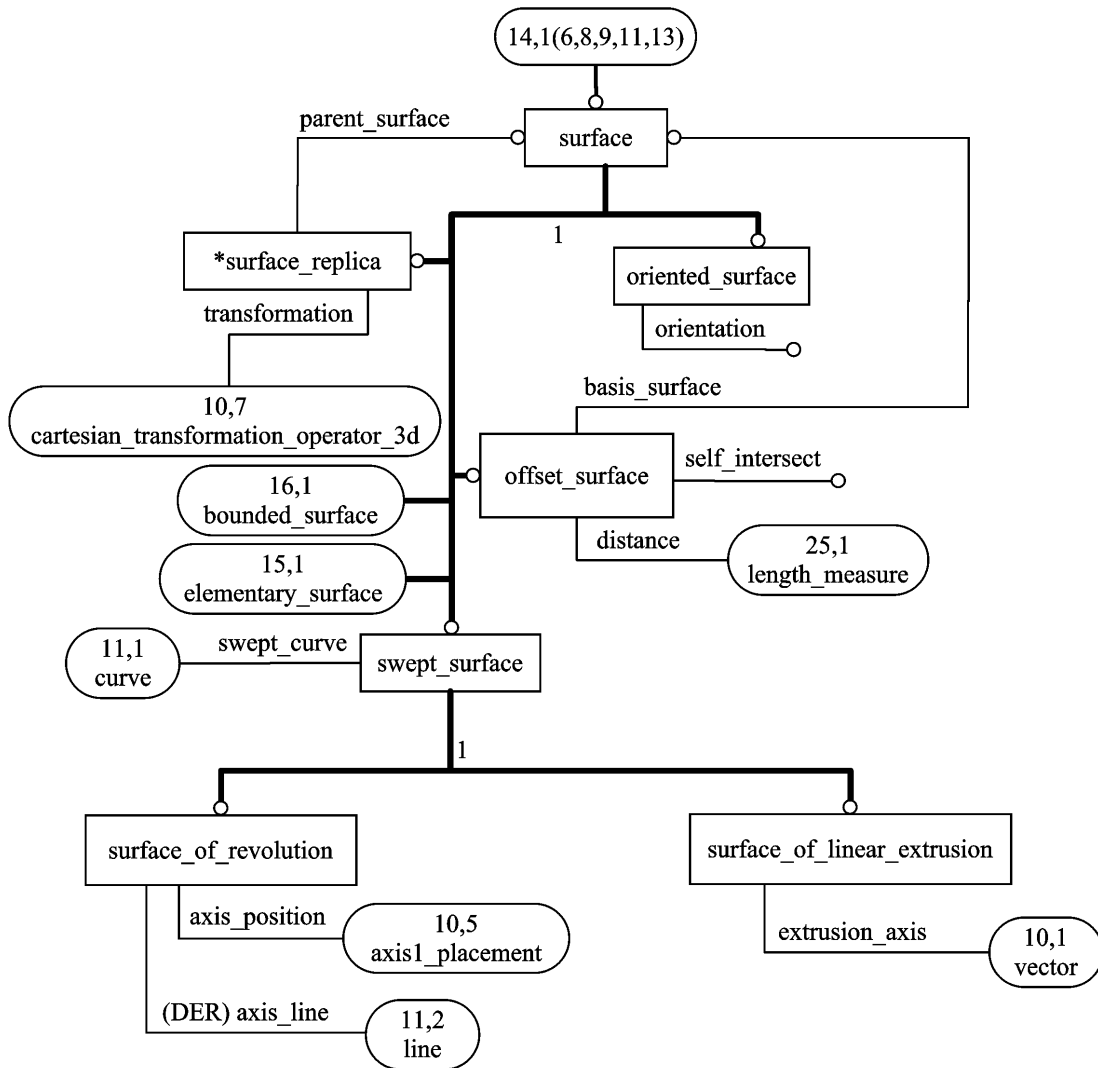 14,1(6,8,9,11,13)
parent_surface
surface
1
*surface_replica
oriented_surface
transformation
orientation
basis_surface
10,7
cartesian_transformation_operator_3d
offset_surface
self_intersect
16,1
bounded_surface
distance
25,1
length_measure
15,1
elementary_surface
swept_curve
11,1
curve
swept_surface
1
surface_of_revolution
surface_of_linear_extrusion
axis_position
10,5
axis1_placement
extrusion_axis
10,1
vector
(DER) axis_line
11,2
line